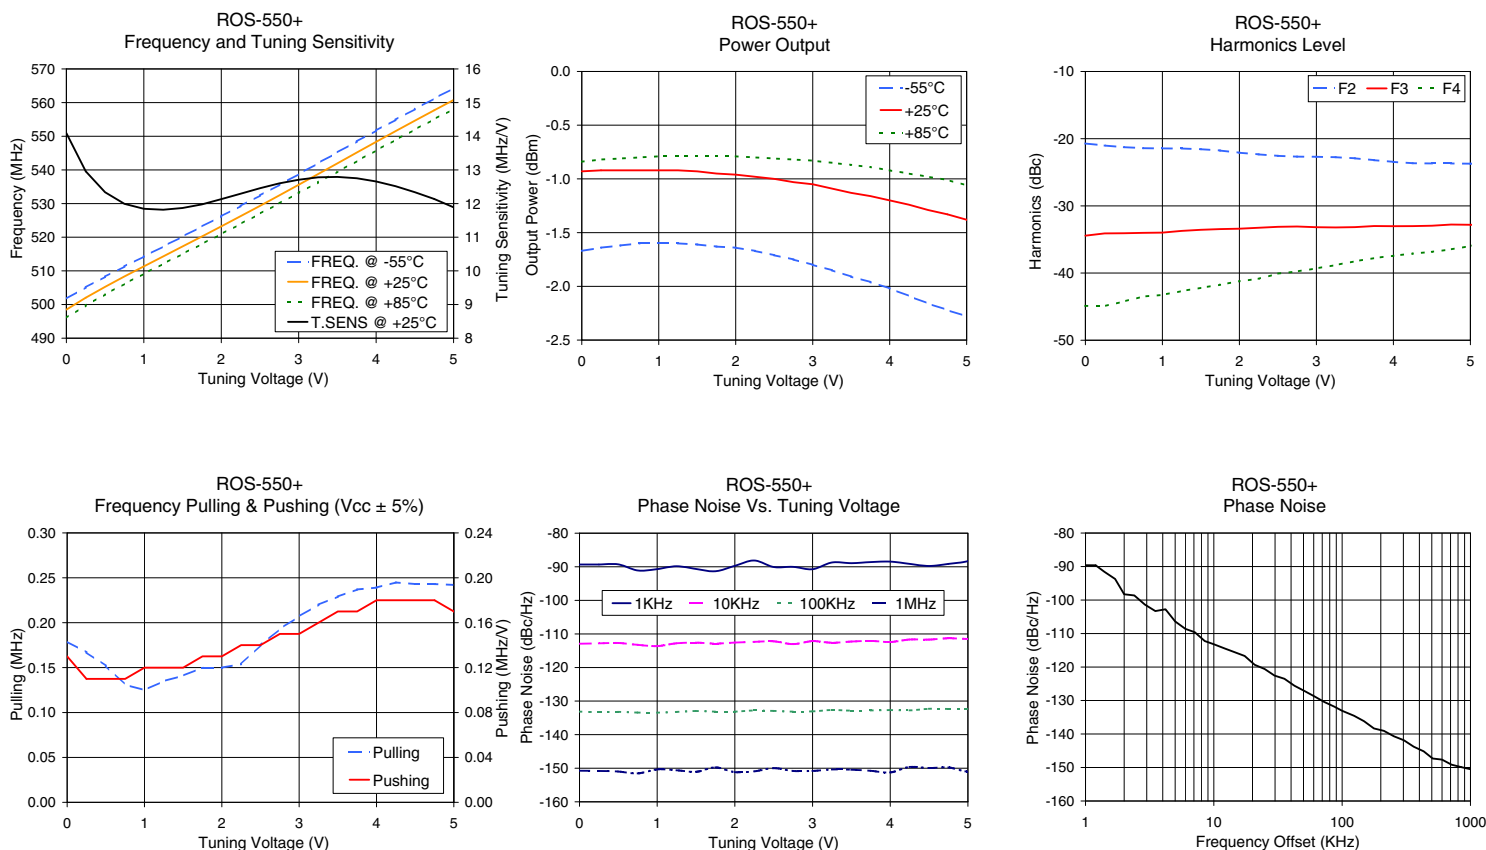 ROS-550+
Frequency and Tuning Sensitivity
570
560
550
540
530
520
510
500
490
16
15
14
13
12
11
10
9
8
Frequency (MHz)
Tuning Sensitivity (MHz/V)
FREQ. @ -55°C
FREQ. @ +25°C
FREQ. @ +85°C
T.SENS @ +25°C
0 1 2 3 4 5
Tuning Voltage (V)
ROS-550+
Power Output
0.0
-0.5
-1.0
-1.5
-2.0
-2.5
Output Power (dBm)
-55°C
+25°C
+85°C
0 1 2 3 4 5
Tuning Voltage (V)
ROS-550+
Harmonics Level
-10
-20
-30
-40
-50
Harmonics (dBc)
F2 F3 F4
0 1 2 3 4 5
Tuning Voltage (V)
ROS-550+
Frequency Pulling & Pushing (Vcc ± 5%)
0.30
0.25
0.20
0.15
0.10
0.05
0.00
0.24
0.20
0.16
0.12
0.08
0.04
0.00
Pulling (MHz)
Pushing (MHz/V)
Pulling
Pushing
0 1 2 3 4 5
Tuning Voltage (V)
ROS-550+
Phase Noise Vs. Tuning Voltage
-80
-90
-100
-110
-120
-130
-140
-150
-160
Phase Noise (dBc/Hz)
1KHz 10KHz 100KHz 1MHz
0 1 2 3 4 5
Tuning Voltage (V)
ROS-550+
Phase Noise
-80
-90
-100
-110
-120
-130
-140
-150
-160
Phase Noise (dBc/Hz)
1 10 100 1000
Frequency Offset (KHz)